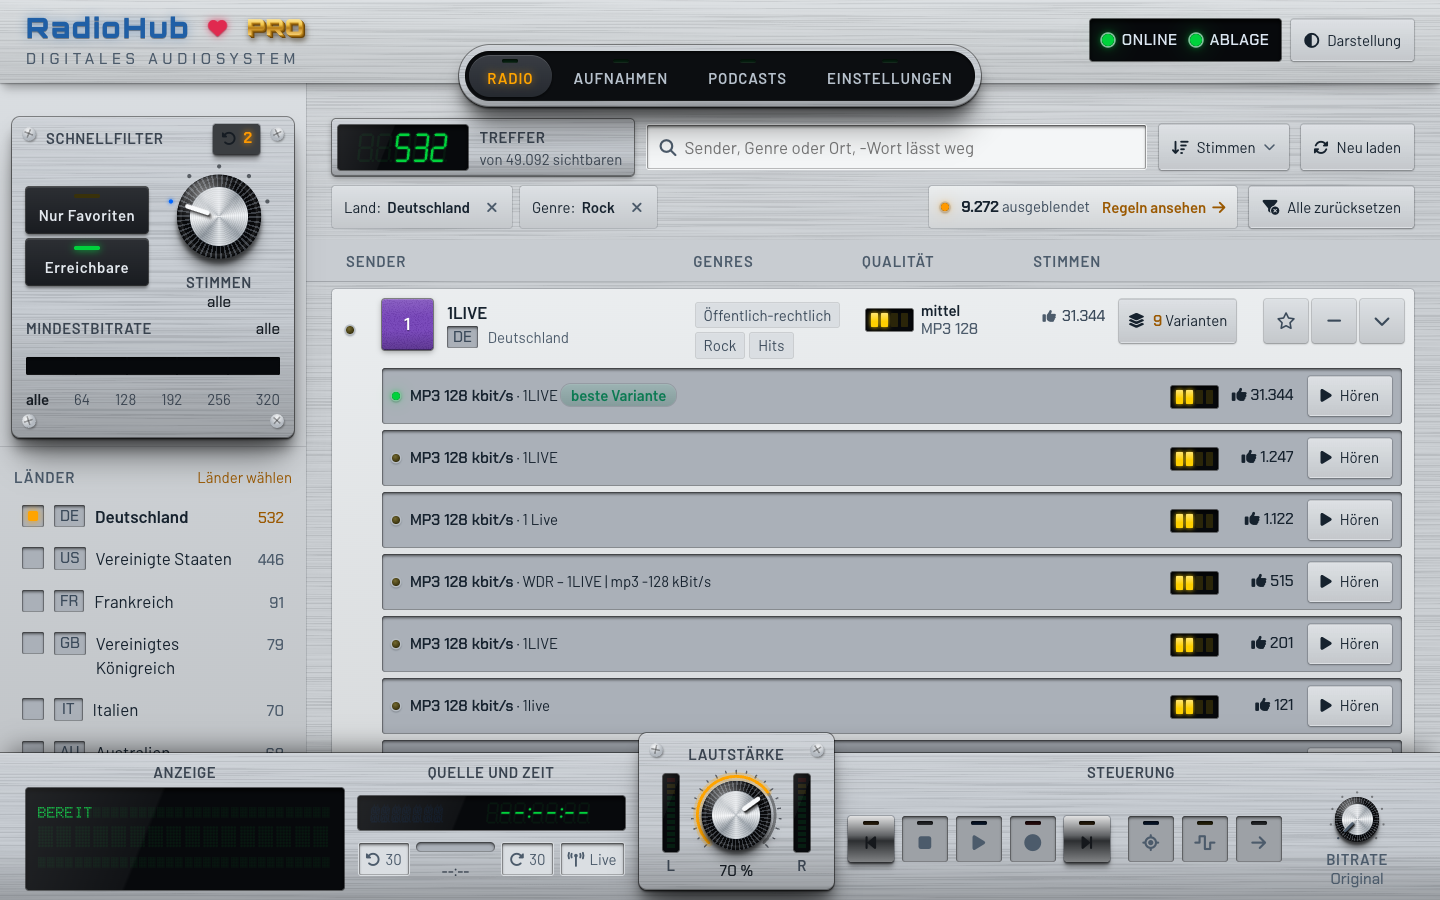 RadioHub PRO
DIGITALES AUDIOSYSTEM
ONLINE ABLAGE
Darstellung
RADIO AUFNAHMEN PODCASTS EINSTELLUNGEN
SCHNELLFILTER 2
Nur Favoriten
Erreichbare
STIMMEN
alle
MINDESTBITRATE alle
alle 64 128 192 256 320
LÄNDER Länder wählen
DE Deutschland 532
US Vereinigte Staaten 446
FR Frankreich 91
GB Vereinigtes Königreich 79
IT Italien 70
AU Australien 69
532 TREFFER
von 49.092 sichtbaren
Sender, Genre oder Ort, -Wort lässt weg
Stimmen
Neu laden
Land: Deutschland ✕
Genre: Rock ✕
9.272 ausgeblendet Regeln ansehen →
Alle zurücksetzen
SENDER GENRES QUALITÄT STIMMEN
1 1LIVE
DE Deutschland
Öffentlich-rechtlich
Rock Hits
mittel
MP3 128
31.344
9 Varianten
MP3 128 kbit/s · 1LIVE beste Variante 31.344 Hören
MP3 128 kbit/s · 1LIVE 1.247 Hören
MP3 128 kbit/s · 1 Live 1.122 Hören
MP3 128 kbit/s · WDR – 1LIVE | mp3 -128 kBit/s 515 Hören
MP3 128 kbit/s · 1LIVE 201 Hören
MP3 128 kbit/s · 1live 121 Hören
ANZEIGE
BEREIT
QUELLE UND ZEIT
--:--:--
30
--:--
30
Live
LAUTSTÄRKE
L 70 % R
STEUERUNG
BITRATE
Original